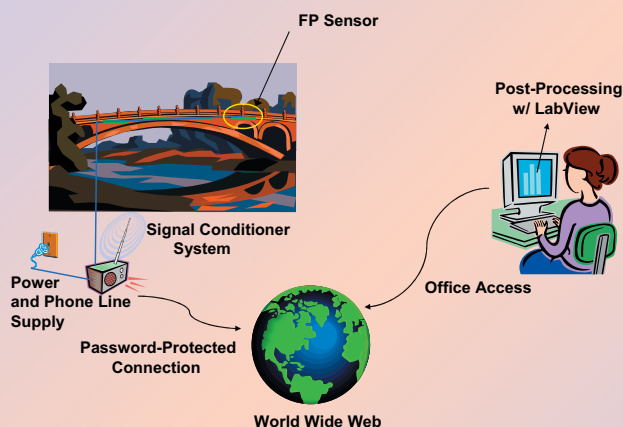 FP Sensor
Post-Processing
w/ LabView
Signal Conditioner
System
Power
and Phone Line
Supply
Office Access
Password-Protected
Connection
World Wide Web